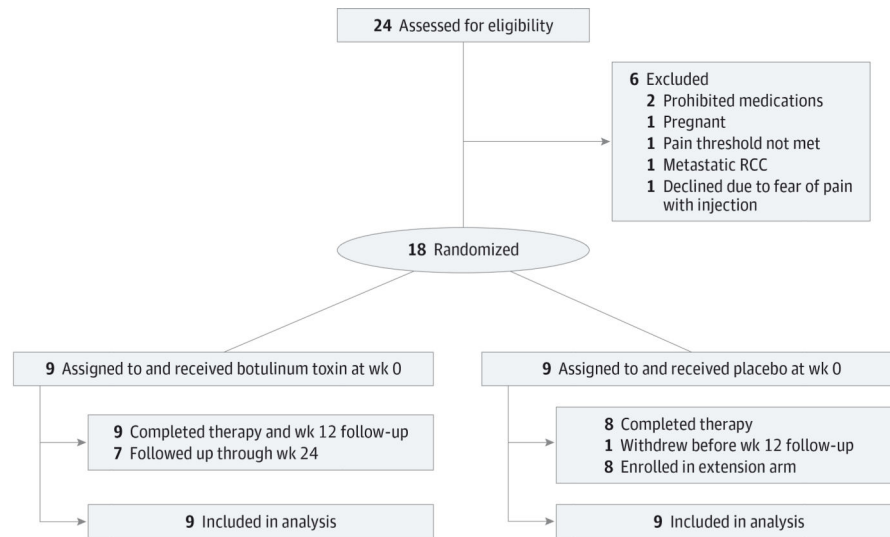 24 Assessed for eligibility
6 Excluded
2 Prohibited medications
1 Pregnant
1 Pain threshold not met
1 Metastatic RCC
1 Declined due to fear of pain
with injection
18 Randomized
9 Assigned to and received botulinum toxin at wk 0
9 Completed therapy and wk 12 follow-up
7 Followed up through wk 24
9 Included in analysis
9 Assigned to and received placebo at wk 0
8 Completed therapy
1 Withdrew before wk 12 follow-up
8 Enrolled in extension arm
9 Included in analysis